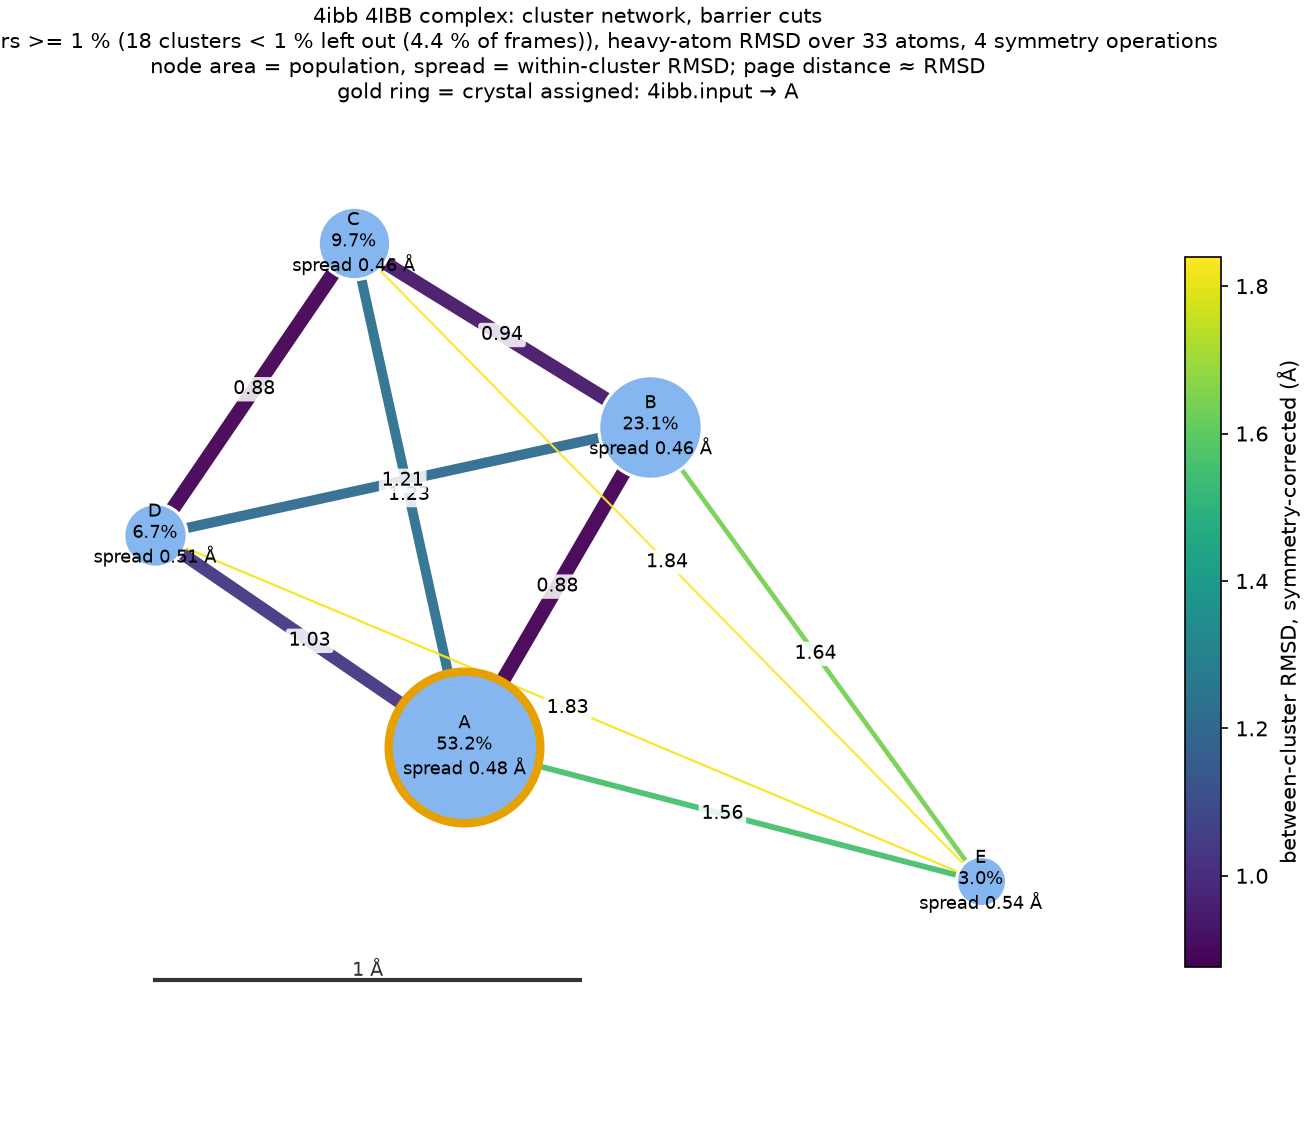 4ibb 4IBB complex: cluster network, barrier cuts
rs >= 1 % (18 clusters < 1 % left out (4.4 % of frames)), heavy-atom RMSD over 33 atoms, 4 symmetry operations
node area = population, spread = within-cluster RMSD; page distance ≈ RMSD
gold ring = crystal assigned: 4ibb.input → A
C
9.7%
spread 0.46 Å
0.94
0.88
B
23.1%
spread 0.46 Å
1.21
1.23
D
6.7%
spread 0.51 Å
1.84
0.88
1.03
1.64
1.83
A
53.2%
spread 0.48 Å
1.56
E
3.0%
spread 0.54 Å
1 Å
1.8
1.6
1.4
1.2
1.0
between-cluster RMSD, symmetry-corrected (Å)